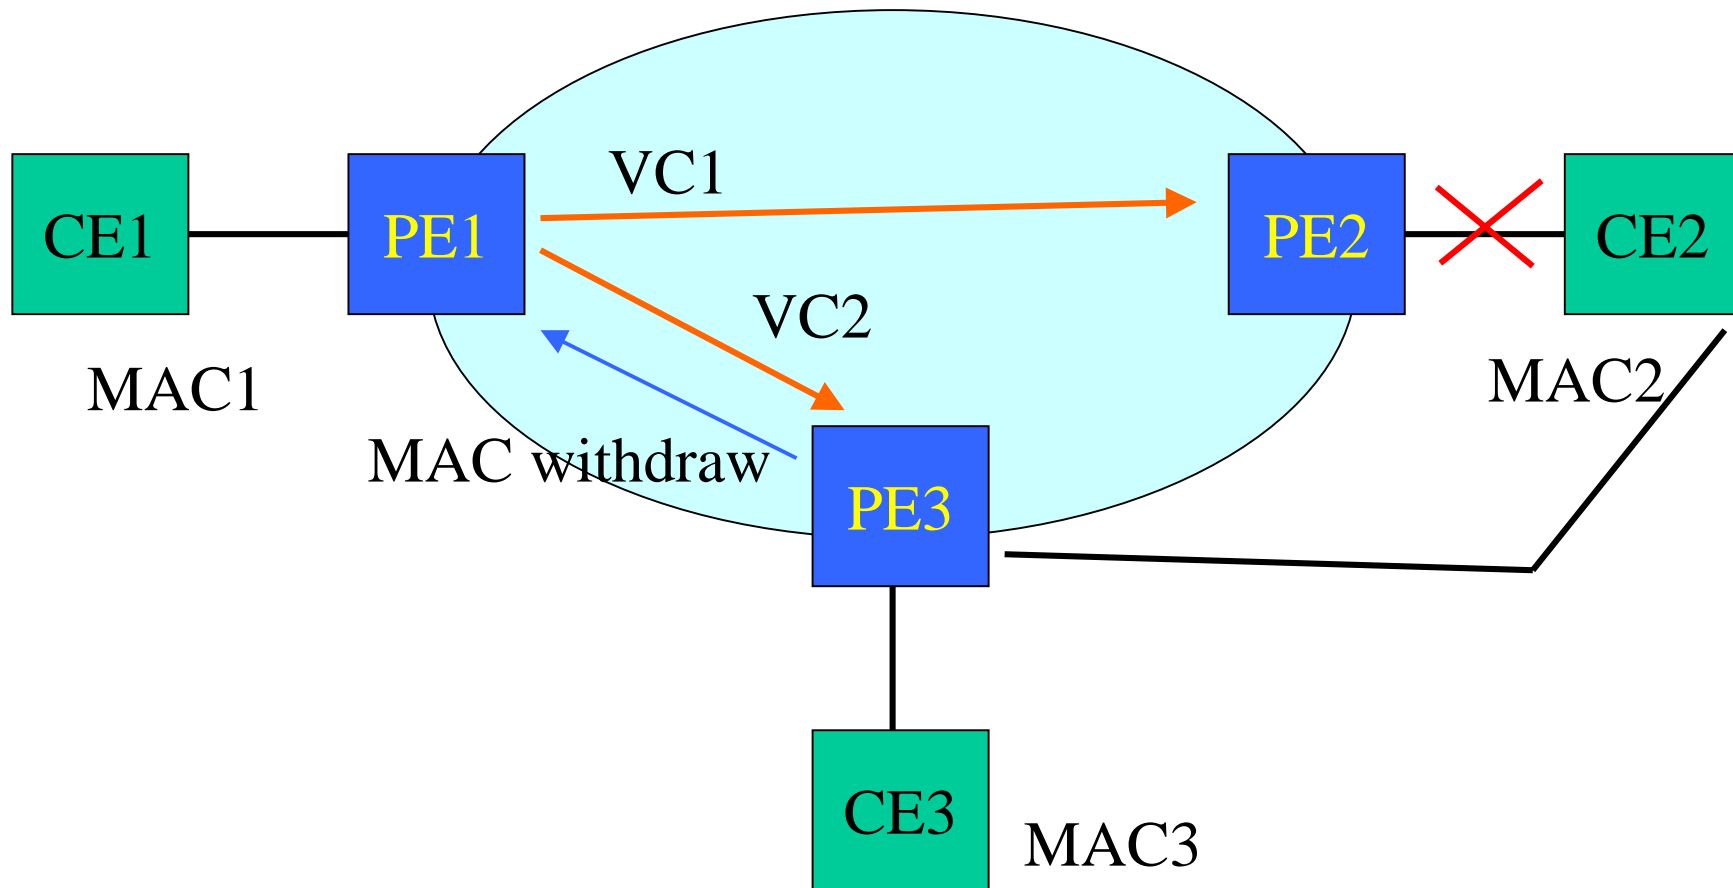 VC1
CE1
PE1
PE2
CE2
VC2
MAC1
MAC2
MAC withdraw
PE3
CE3
MAC3